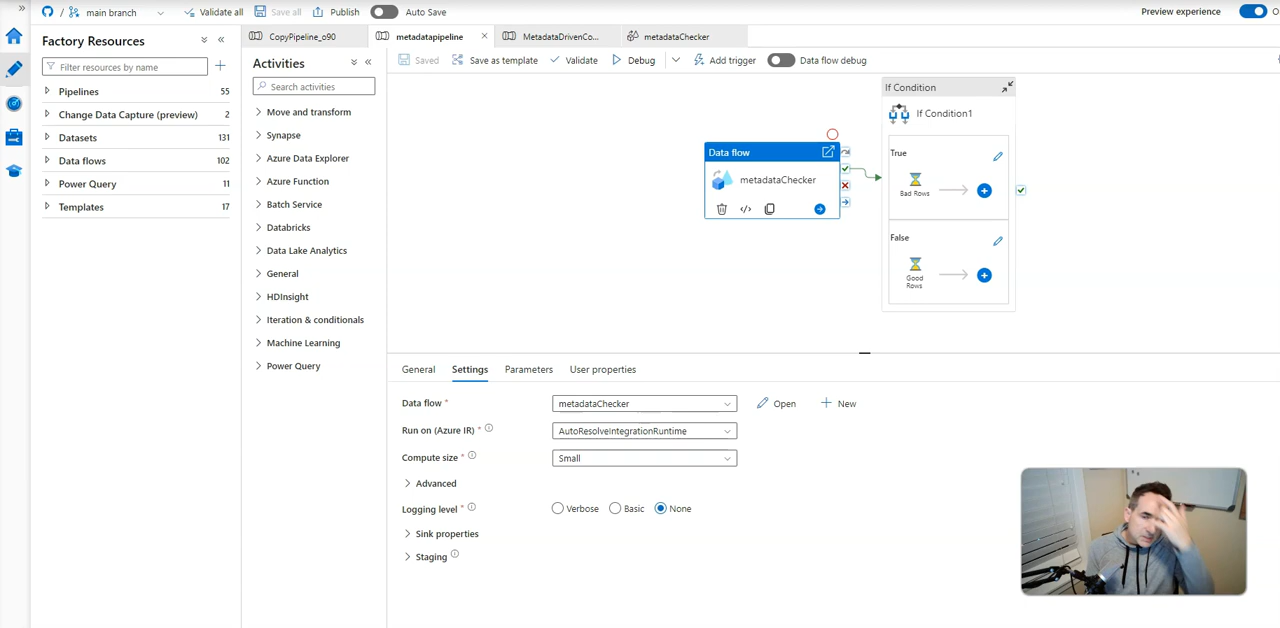 / main branch
Validate all
Save all
Publish
Auto Save
Preview experience
Factory Resources
Filter resources by name
Pipelines 55
Change Data Capture (preview) 2
Datasets 131
Data flows 102
Power Query 11
Templates 17
CopyPipeline_o90
metadatapipeline
MetadataDrivenCo...
metadataChecker
Activities
Search activities
Move and transform
Synapse
Azure Data Explorer
Azure Function
Batch Service
Databricks
Data Lake Analytics
General
HDInsight
Iteration & conditionals
Machine Learning
Power Query
Saved
Save as template
Validate
Debug
Add trigger
Data flow debug
Data flow
metadataChecker
If Condition
If Condition1
True
Bad Rows
False
Good
Rows
General
Settings
Parameters
User properties
Data flow *
metadataChecker
Open
New
Run on (Azure IR) *
AutoResolveIntegrationRuntime
Compute size *
Small
Advanced
Logging level *
Verbose
Basic
None
Sink properties
Staging